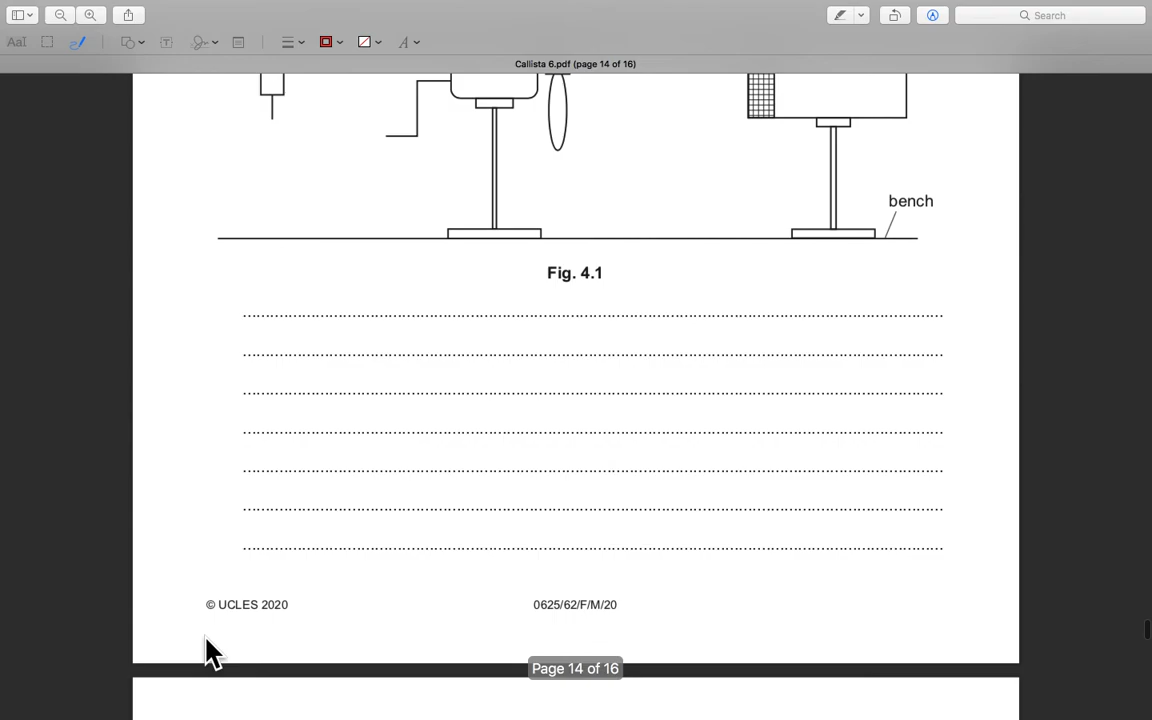 Search
AaI
T
A
Callista 6.pdf (page 14 of 16)
bench
Fig. 4.1
© UCLES 2020
0625/62/F/M/20
Page 14 of 16